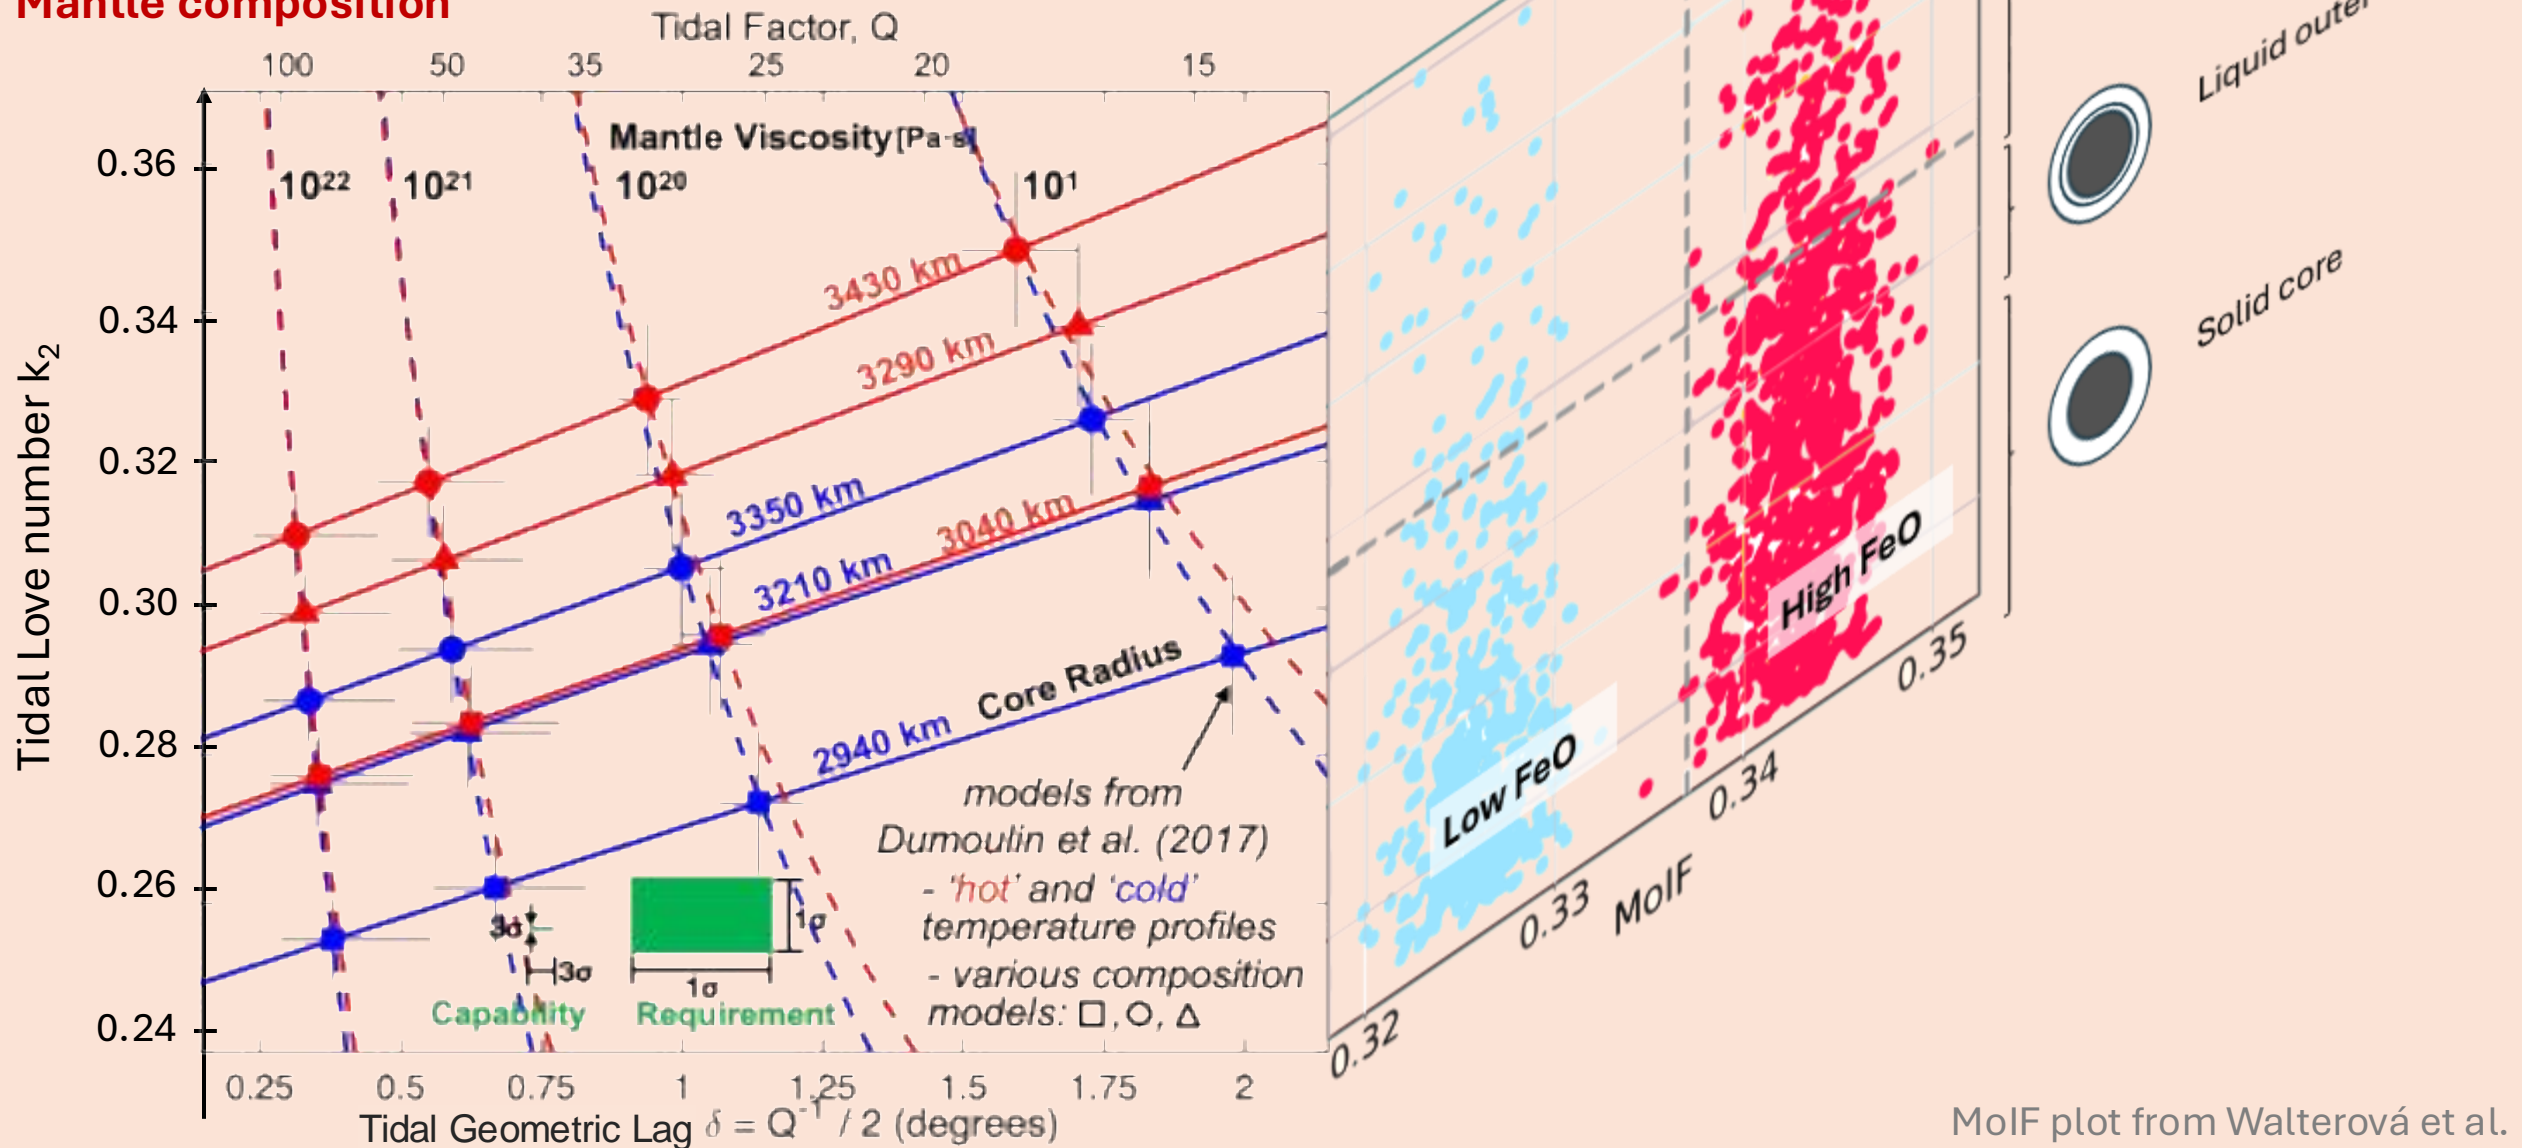 Mantle composition
Tidal Factor, Q
100 50 35 25 20 15
Mantle Viscosity [Pa-s]
10²² 10²¹ 10²⁰ 10¹
0.36
0.34
0.32
0.30
0.28
0.26
0.24
Tidal Love number k₂
3430 km
3290 km
3350 km
3040 km
3210 km
2940 km
Core Radius
models from
Dumoulin et al. (2017)
- 'hot' and 'cold'
temperature profiles
- various composition
models: □, ○, △
3σ
3σ
Capability
1σ
1σ
Requirement
0.25 0.5 0.75 1 1.25 1.5 1.75 2
Tidal Geometric Lag δ = Q⁻¹ / 2 (degrees)
Low FeO
High FeO
0.32 0.33 0.34 0.35
MoIF
Liquid outer
Solid core
MoIF plot from Walterová et al.